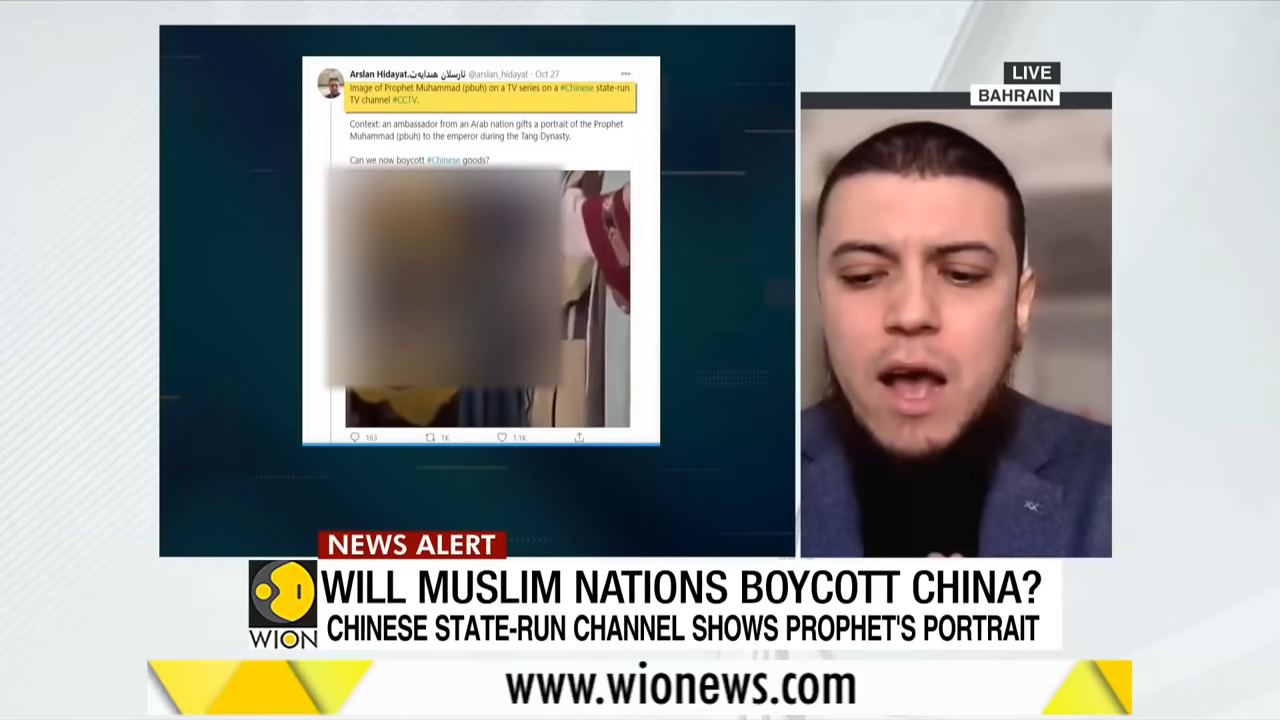 Arslan Hidayat.ئارسلان ھىدايەت @arslan_hidayat · Oct 27
Image of Prophet Muhammad (pbuh) on a TV series on a #Chinese state-run
TV channel #CCTV.
Context: an ambassador from an Arab nation gifts a portrait of the Prophet
Muhammad (pbuh) to the emperor during the Tang Dynasty.
Can we now boycott #Chinese goods?
163 1K 1.1K
LIVE
BAHRAIN
NEWS ALERT
WILL MUSLIM NATIONS BOYCOTT CHINA?
CHINESE STATE-RUN CHANNEL SHOWS PROPHET'S PORTRAIT
WION
www.wionews.com